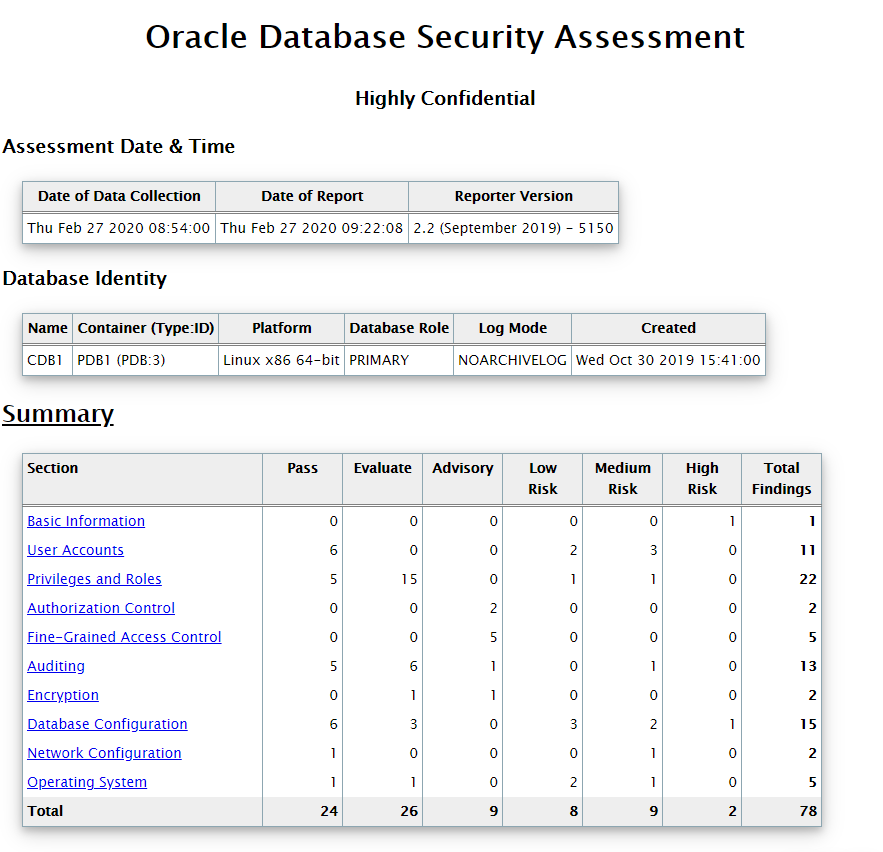 Oracle Database Security Assessment
Highly Confidential
Assessment Date & Time
Date of Data Collection Date of Report Reporter Version
Thu Feb 27 2020 08:54:00 Thu Feb 27 2020 09:22:08 2.2 (September 2019) - 5150
Database Identity
Name Container (Type:ID) Platform Database Role Log Mode Created
CDB1 PDB1 (PDB:3) Linux x86 64-bit PRIMARY NOARCHIVELOG Wed Oct 30 2019 15:41:00
Summary
Section Pass Evaluate Advisory Low Risk Medium Risk High Risk Total Findings
Basic Information 0 0 0 0 0 1 1
User Accounts 6 0 0 2 3 0 11
Privileges and Roles 5 15 0 1 1 0 22
Authorization Control 0 0 2 0 0 0 2
Fine-Grained Access Control 0 0 5 0 0 0 5
Auditing 5 6 1 0 1 0 13
Encryption 0 1 1 0 0 0 2
Database Configuration 6 3 0 3 2 1 15
Network Configuration 1 0 0 0 1 0 2
Operating System 1 1 0 2 1 0 5
Total 24 26 9 8 9 2 78